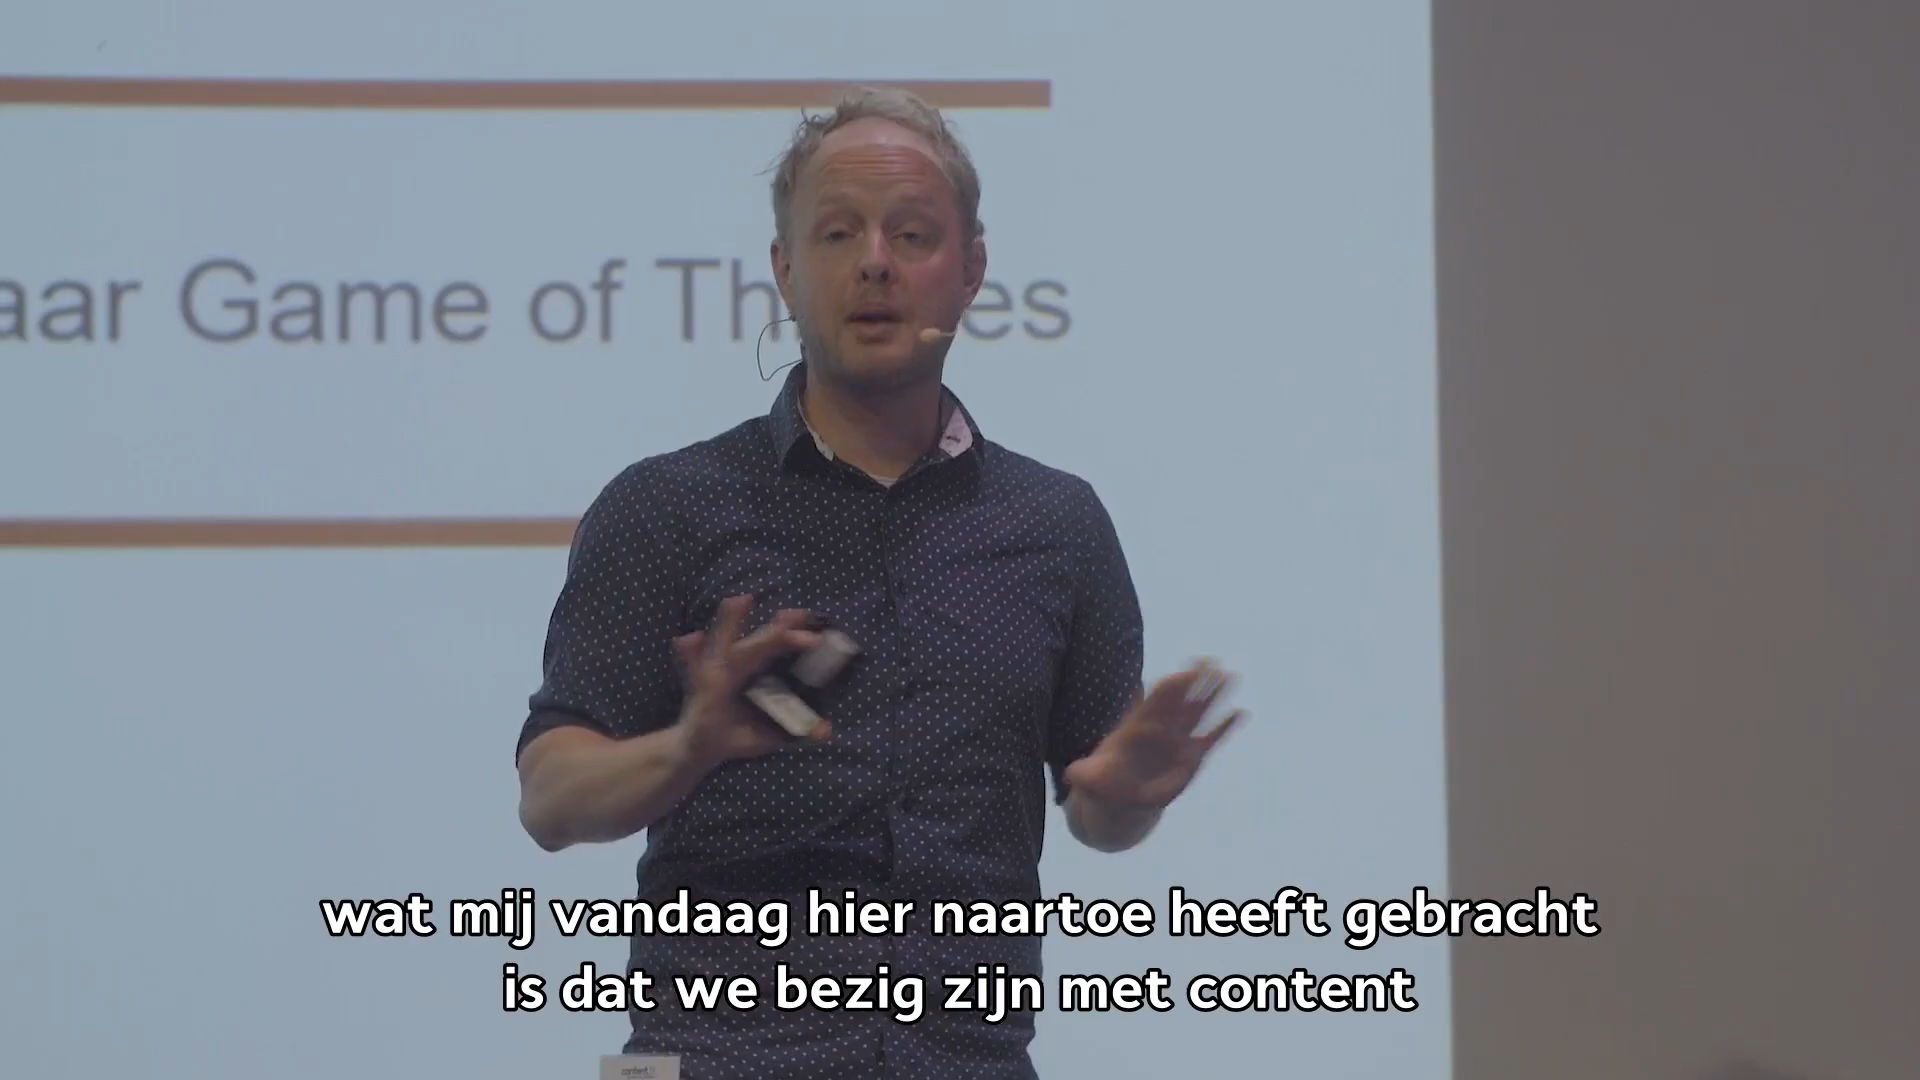 aar Game of Th es
wat mij vandaag hier naartoe heeft gebracht
is dat we bezig zijn met content
content